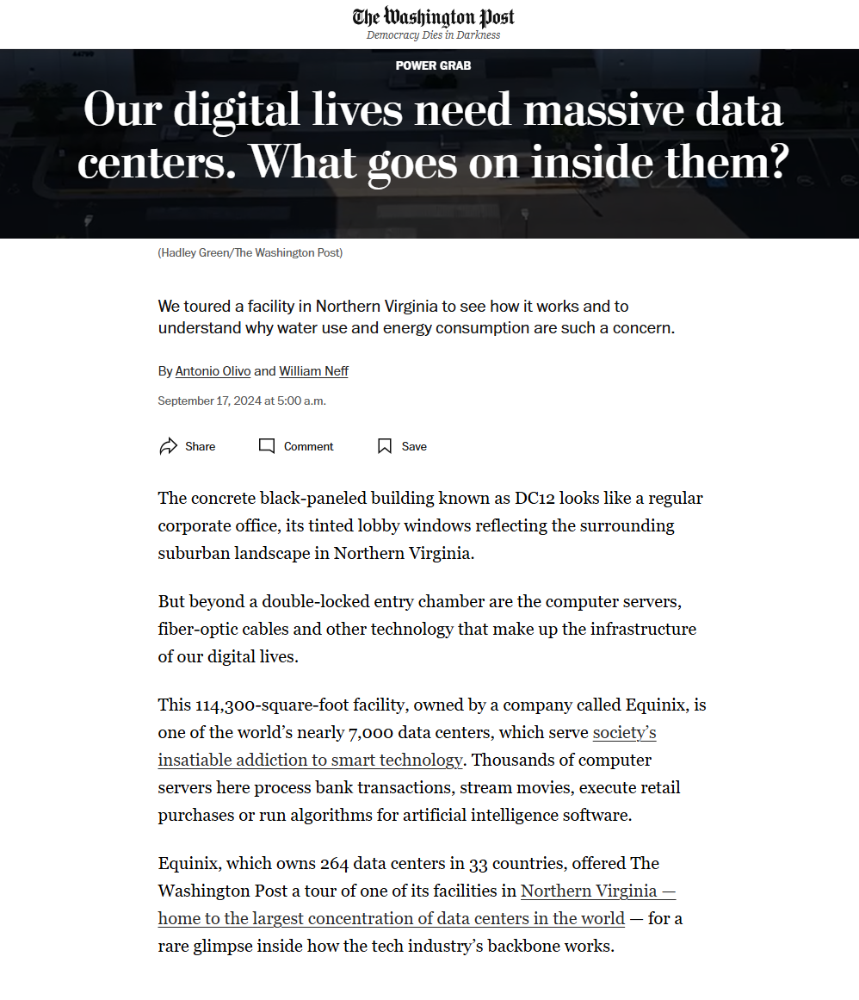 The Washington Post
Democracy Dies in Darkness
POWER GRAB
Our digital lives need massive data
centers. What goes on inside them?
(Hadley Green/The Washington Post)
We toured a facility in Northern Virginia to see how it works and to
understand why water use and energy consumption are such a concern.
By Antonio Olivo and William Neff
September 17, 2024 at 5:00 a.m.
Share Comment Save
The concrete black-paneled building known as DC12 looks like a regular
corporate office, its tinted lobby windows reflecting the surrounding
suburban landscape in Northern Virginia.
But beyond a double-locked entry chamber are the computer servers,
fiber-optic cables and other technology that make up the infrastructure
of our digital lives.
This 114,300-square-foot facility, owned by a company called Equinix, is
one of the world’s nearly 7,000 data centers, which serve society’s
insatiable addiction to smart technology. Thousands of computer
servers here process bank transactions, stream movies, execute retail
purchases or run algorithms for artificial intelligence software.
Equinix, which owns 264 data centers in 33 countries, offered The
Washington Post a tour of one of its facilities in Northern Virginia —
home to the largest concentration of data centers in the world — for a
rare glimpse inside how the tech industry’s backbone works.